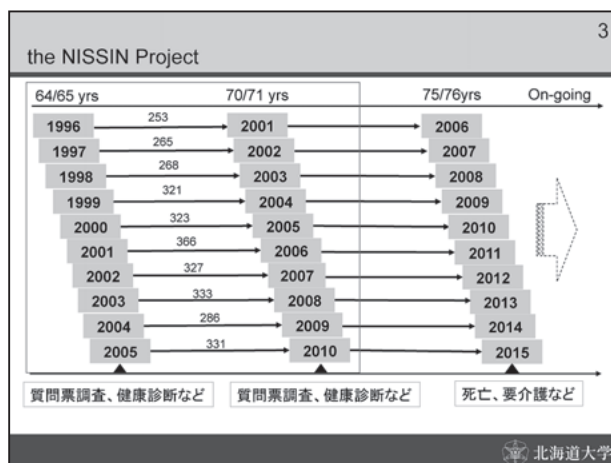 3
the NISSIN Project
64/65 yrs 70/71 yrs 75/76yrs On-going
1996 253 2001 2006
1997 265 2002 2007
1998 268 2003 2008
1999 321 2004 2009
2000 323 2005 2010
2001 366 2006 2011
2002 327 2007 2012
2003 333 2008 2013
2004 286 2009 2014
2005 331 2010 2015
質問票調査、健康診断など 質問票調査、健康診断など 死亡、要介護など
北海道大学